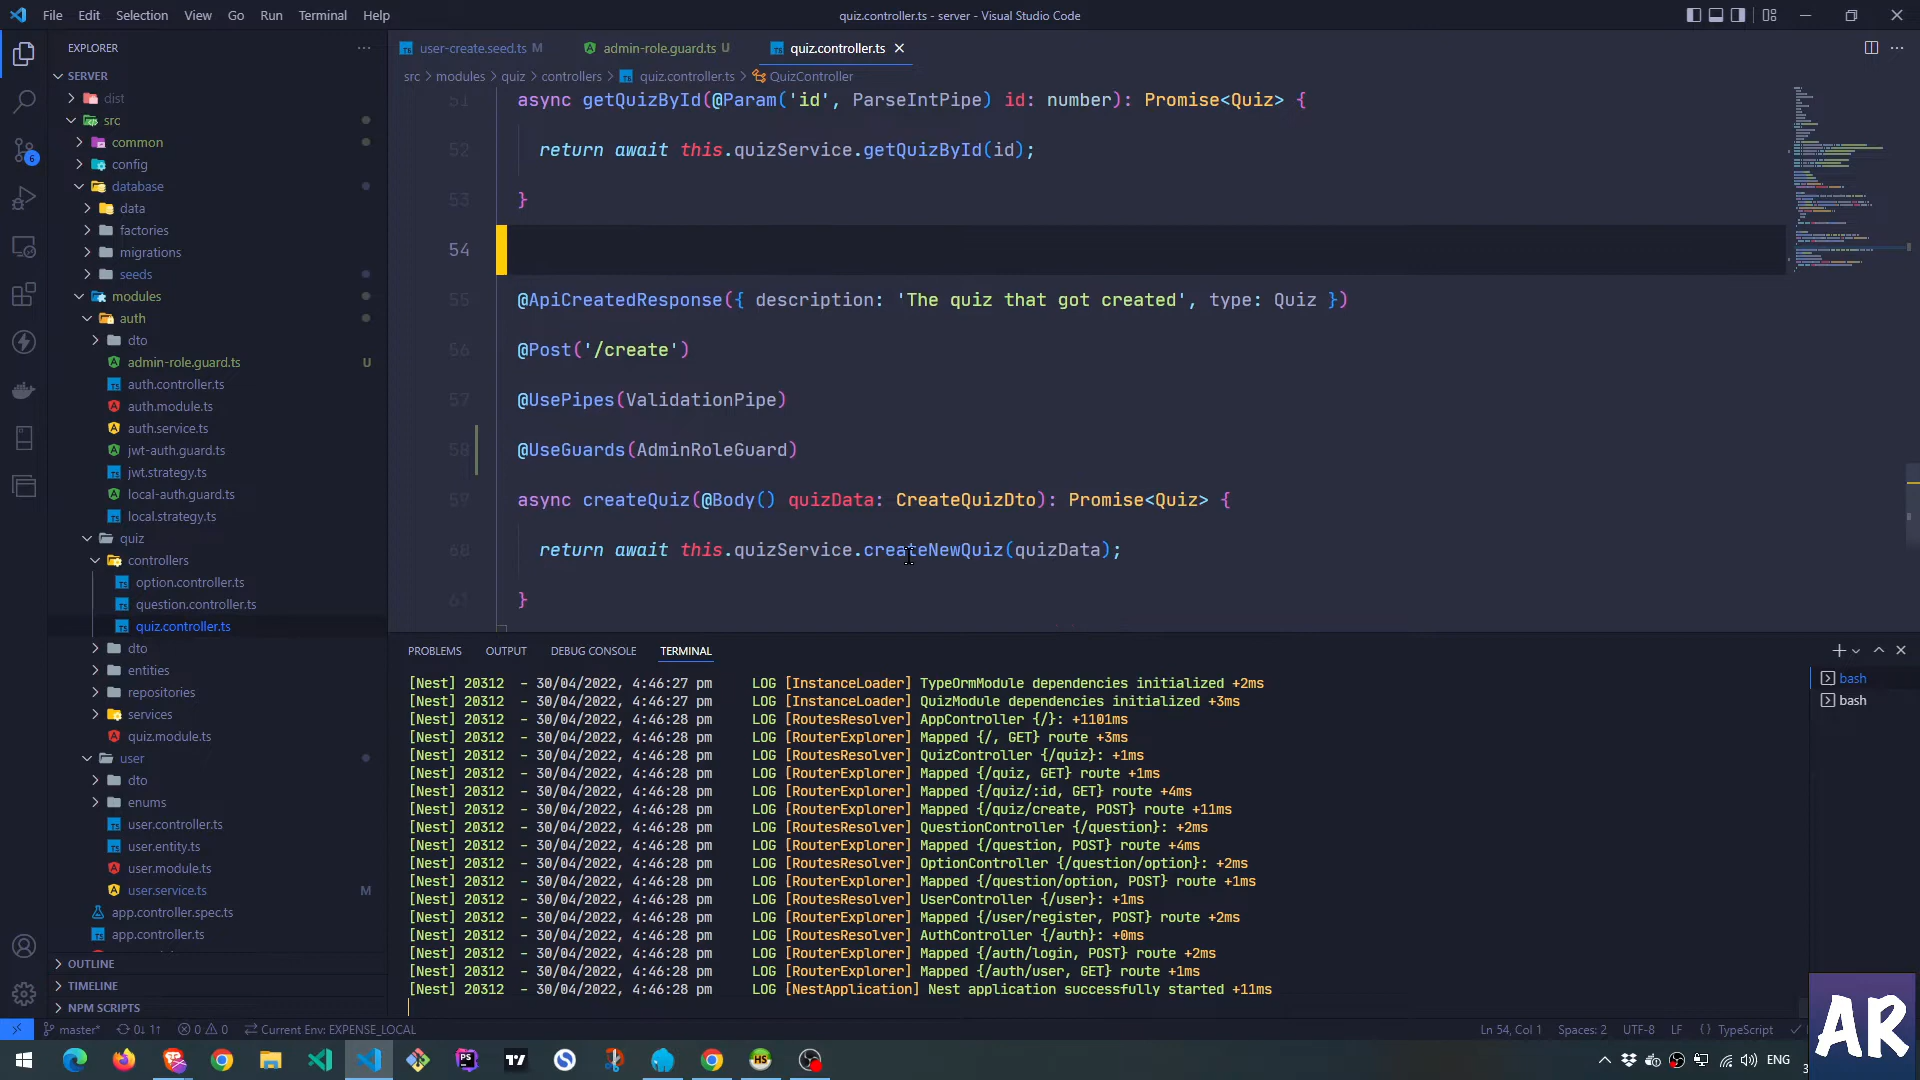 File Edit Selection View Go Run Terminal Help
quiz.controller.ts - server - Visual Studio Code
EXPLORER
SERVER
dist
src
common
config
database
data
factories
migrations
seeds
modules
auth
dto
admin-role.guard.ts U
auth.controller.ts
auth.module.ts
auth.service.ts
jwt-auth.guard.ts
jwt.strategy.ts
local-auth.guard.ts
local.strategy.ts
quiz
controllers
option.controller.ts
question.controller.ts
quiz.controller.ts
dto
entities
repositories
services
quiz.module.ts
user
dto
enums
user.controller.ts
user.entity.ts
user.module.ts
user.service.ts M
app.controller.spec.ts
app.controller.ts
OUTLINE
TIMELINE
NPM SCRIPTS
6
user-create.seed.ts M admin-role.guard.ts U quiz.controller.ts
src > modules > quiz > controllers > quiz.controller.ts > QuizController
51 async getQuizById(@Param('id', ParseIntPipe) id: number): Promise<Quiz> {
52 return await this.quizService.getQuizById(id);
53 }
54
55 @ApiCreatedResponse({ description: 'The quiz that got created', type: Quiz })
56 @Post('/create')
57 @UsePipes(ValidationPipe)
58 @UseGuards(AdminRoleGuard)
59 async createQuiz(@Body() quizData: CreateQuizDto): Promise<Quiz> {
60 return await this.quizService.createNewQuiz(quizData);
61 }
PROBLEMS OUTPUT DEBUG CONSOLE TERMINAL
bash
bash
[Nest] 20312 - 30/04/2022, 4:46:27 pm LOG [InstanceLoader] TypeOrmModule dependencies initialized +2ms
[Nest] 20312 - 30/04/2022, 4:46:27 pm LOG [InstanceLoader] QuizModule dependencies initialized +3ms
[Nest] 20312 - 30/04/2022, 4:46:28 pm LOG [RoutesResolver] AppController {/}: +1101ms
[Nest] 20312 - 30/04/2022, 4:46:28 pm LOG [RouterExplorer] Mapped {/, GET} route +3ms
[Nest] 20312 - 30/04/2022, 4:46:28 pm LOG [RoutesResolver] QuizController {/quiz}: +1ms
[Nest] 20312 - 30/04/2022, 4:46:28 pm LOG [RouterExplorer] Mapped {/quiz, GET} route +1ms
[Nest] 20312 - 30/04/2022, 4:46:28 pm LOG [RouterExplorer] Mapped {/quiz/:id, GET} route +4ms
[Nest] 20312 - 30/04/2022, 4:46:28 pm LOG [RouterExplorer] Mapped {/quiz/create, POST} route +11ms
[Nest] 20312 - 30/04/2022, 4:46:28 pm LOG [RoutesResolver] QuestionController {/question}: +2ms
[Nest] 20312 - 30/04/2022, 4:46:28 pm LOG [RouterExplorer] Mapped {/question, POST} route +4ms
[Nest] 20312 - 30/04/2022, 4:46:28 pm LOG [RoutesResolver] OptionController {/question/option}: +2ms
[Nest] 20312 - 30/04/2022, 4:46:28 pm LOG [RouterExplorer] Mapped {/question/option, POST} route +1ms
[Nest] 20312 - 30/04/2022, 4:46:28 pm LOG [RoutesResolver] UserController {/user}: +1ms
[Nest] 20312 - 30/04/2022, 4:46:28 pm LOG [RouterExplorer] Mapped {/user/register, POST} route +2ms
[Nest] 20312 - 30/04/2022, 4:46:28 pm LOG [RoutesResolver] AuthController {/auth}: +0ms
[Nest] 20312 - 30/04/2022, 4:46:28 pm LOG [RouterExplorer] Mapped {/auth/login, POST} route +2ms
[Nest] 20312 - 30/04/2022, 4:46:28 pm LOG [RouterExplorer] Mapped {/auth/user, GET} route +1ms
[Nest] 20312 - 30/04/2022, 4:46:28 pm LOG [NestApplication] Nest application successfully started +11ms
master* 0↓ 1↑ 0 0 Current Env: EXPENSE_LOCAL Ln 54, Col 1 Spaces: 2 UTF-8 LF {} TypeScript
ENG
AR